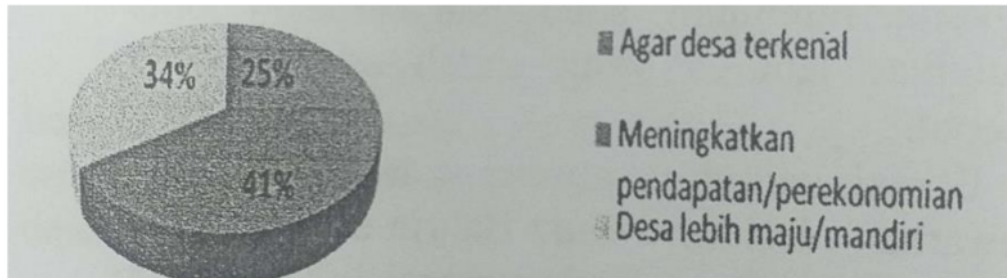 34%
25%
41%
Agar desa terkenal
Meningkatkan
pendapatan/perekonomian
Desa lebih maju/mandiri